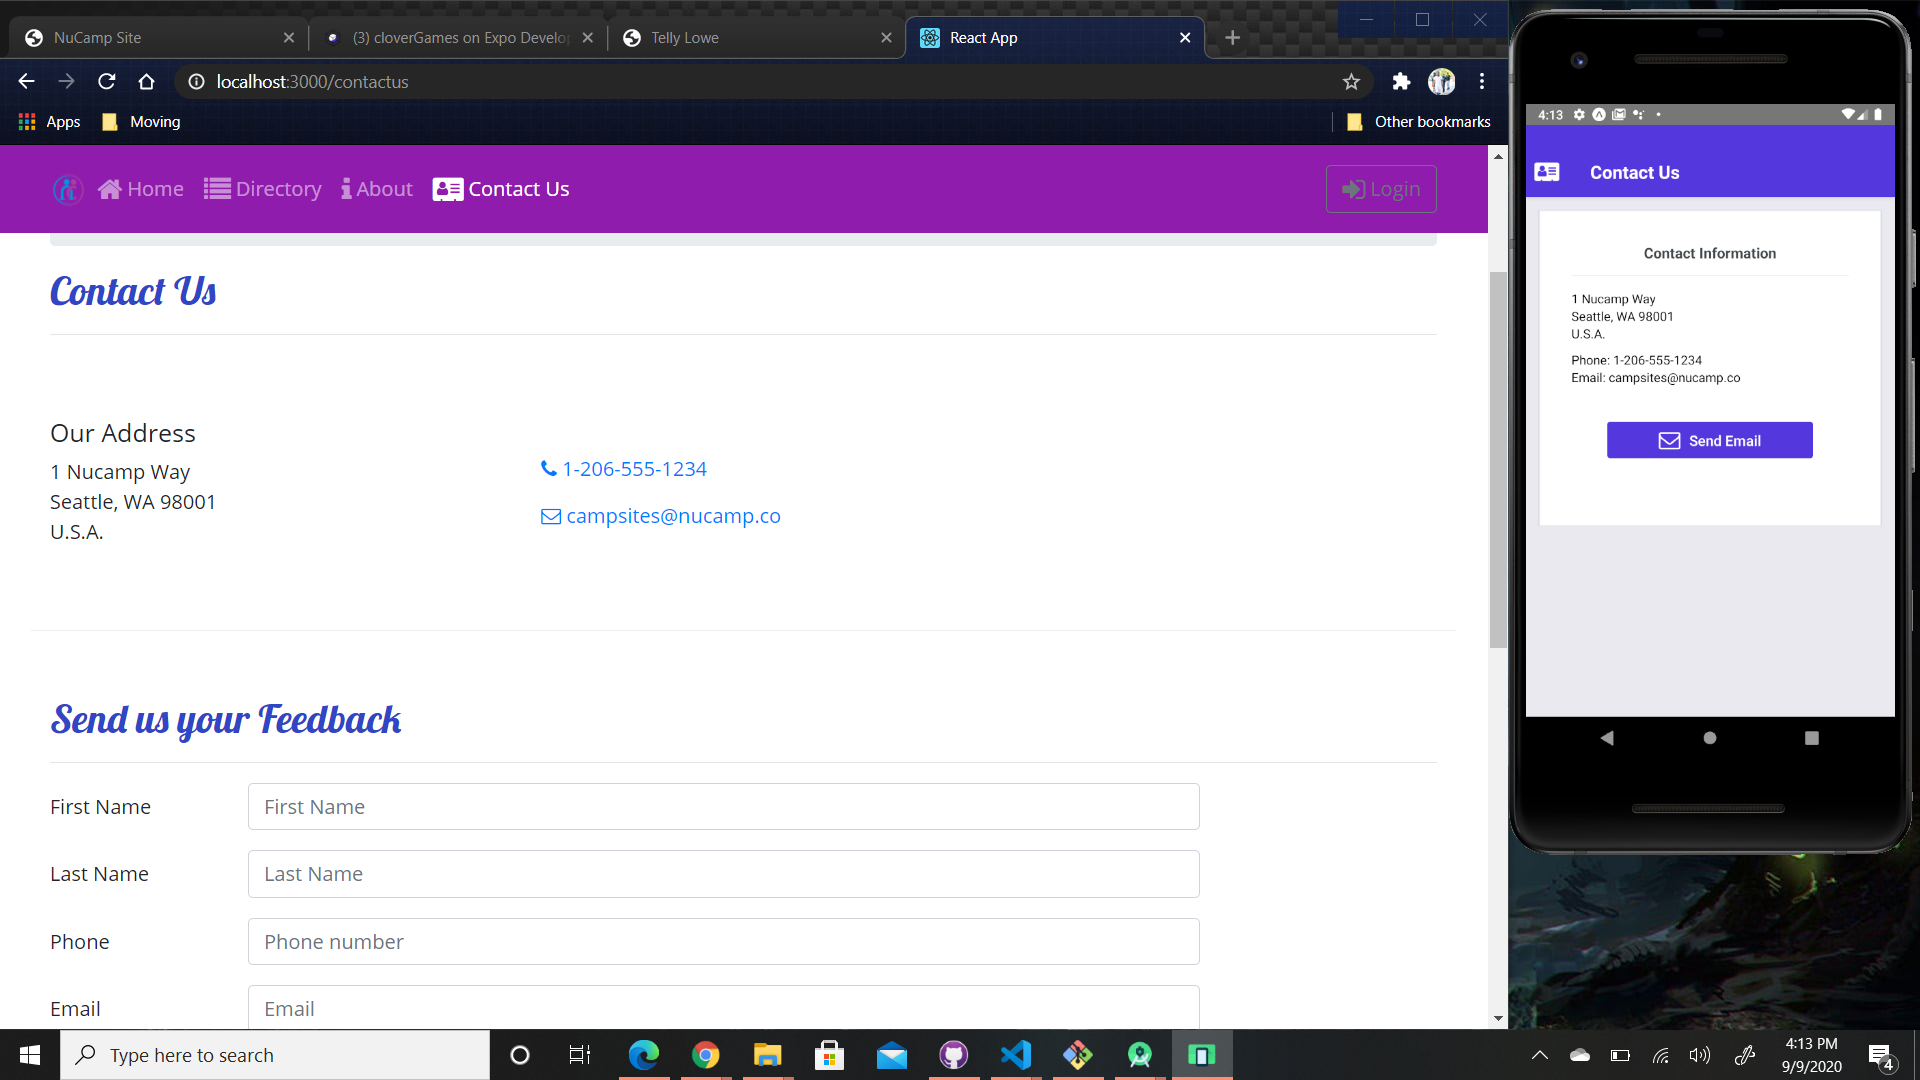 NuCamp Site
(3) cloverGames on Expo Develop
Telly Lowe
React App
localhost:3000/contactus
Apps
Moving
Other bookmarks
Home
Directory
About
Contact Us
Login
Contact Us
Our Address
1 Nucamp Way
Seattle, WA 98001
U.S.A.
1-206-555-1234
campsites@nucamp.co
Send us your Feedback
First Name
First Name
Last Name
Last Name
Phone
Phone number
Email
Email
4:13
Contact Us
Contact Information
1 Nucamp Way
Seattle, WA 98001
U.S.A.
Phone: 1-206-555-1234
Email: campsites@nucamp.co
Send Email
Type here to search
4:13 PM
9/9/2020
4